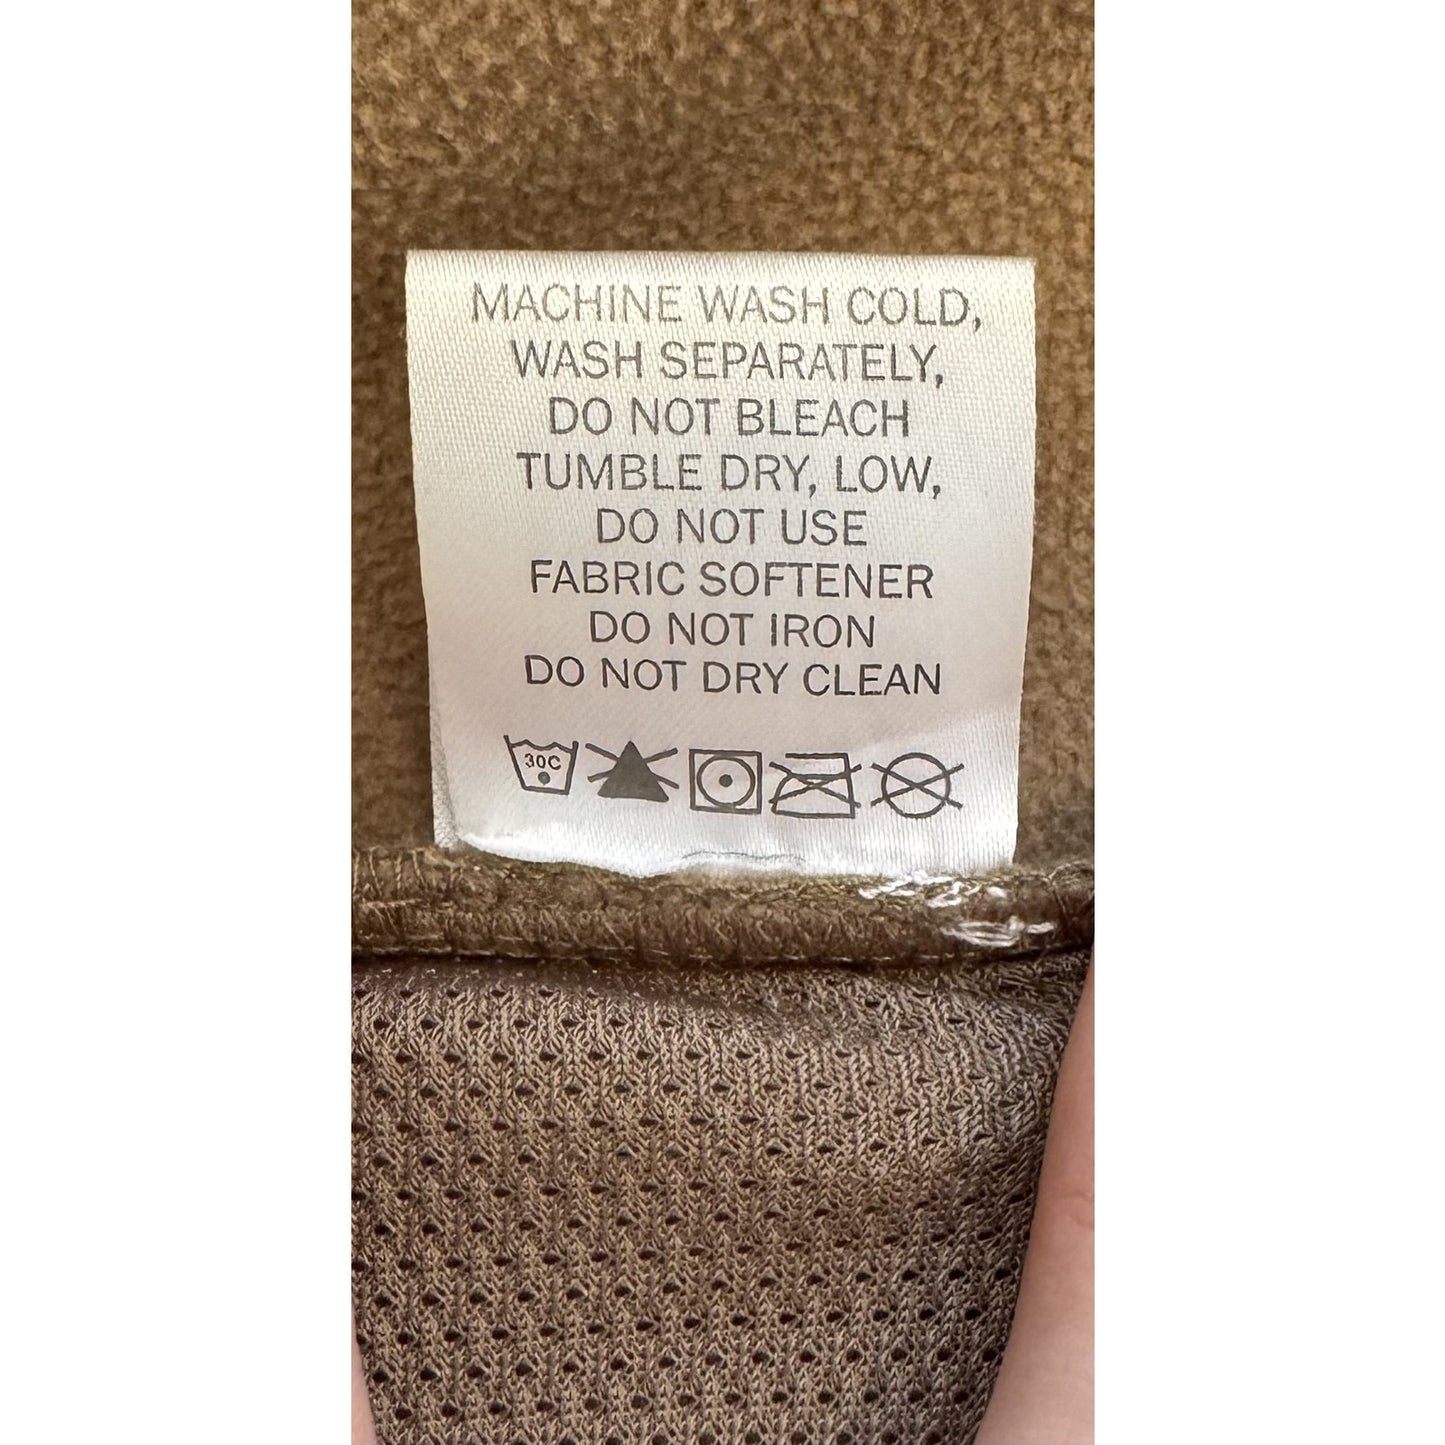 MACHINE WASH COLD,
WASH SEPARATELY,
DO NOT BLEACH
TUMBLE DRY, LOW,
DO NOT USE
FABRIC SOFTENER
DO NOT IRON
DO NOT DRY CLEAN
30C